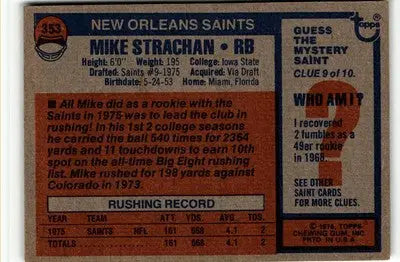 353
NEW ORLEANS SAINTS
MIKE STRACHAN • RB
Height: 6'0" Weight: 195 College: Iowa State
Drafted: Saints #9-1975 Acquired: Via Draft
Birthdate: 5-24-53 Home: Miami, Florida
■ All Mike did as a rookie with the
Saints in 1975 was to lead the club in
rushing! In his 1st 2 college seasons
he carried the ball 540 times for 2364
yards and 11 touchdowns to earn 10th
spot on the all-time Big Eight rushing
list. Mike rushed for 198 yards against
Colorado in 1973.
RUSHING RECORD
YEAR TEAM ATT. YDS. AVG. TDS.
1975 SAINTS NFL 161 668 4.1 2
TOTALS 161 668 4.1 2
topps
GUESS
THE
MYSTERY
SAINT
CLUE 9 of 10.
WHO AM I?
I recovered
2 fumbles as a
49er rookie
in 1968.
SEE OTHER
SAINT CARDS
FOR MORE CLUES.
© 1976, TOPPS
CHEWING GUM, INC.
PRTD. IN U.S.A.